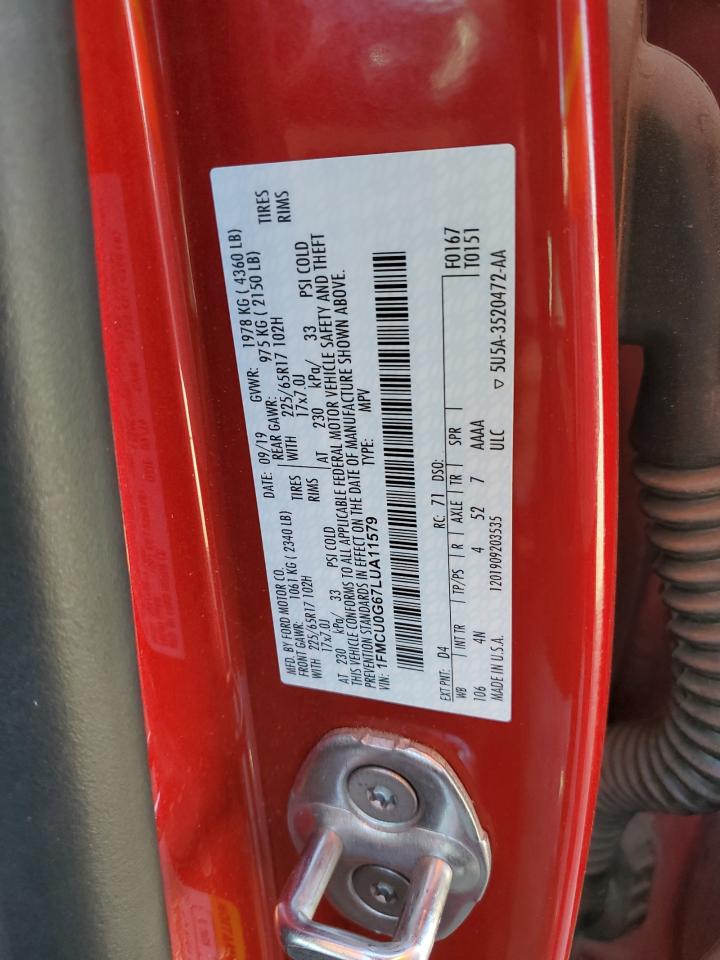 MFD. BY FORD MOTOR CO. DATE: 09/19 GVWR: 1978 KG ( 4360 LB)
FRONT GAWR: 1061 KG ( 2340 LB) REAR GAWR: 975 KG ( 2150 LB)
WITH 225/65R17 102H TIRES WITH 225/65R17 102H TIRES
17x7.0J RIMS 17x7.0J RIMS
AT 230 kPa/ 33 PSI COLD AT 230 kPa/ 33 PSI COLD
THIS VEHICLE CONFORMS TO ALL APPLICABLE FEDERAL MOTOR VEHICLE SAFETY AND THEFT
PREVENTION STANDARDS IN EFFECT ON THE DATE OF MANUFACTURE SHOWN ABOVE.
VIN: 1FMCU0G67LUA11579 TYPE: MPV
F0167
T0151
EXT PNT: D4 RC: 71 DSO:
WB INT TR TP/PS R AXLE TR SPR
106 4N 4 52 7 AAAA
MADE IN U.S.A. 1201909203535 ULC ▽ 5U5A-3520472-AA